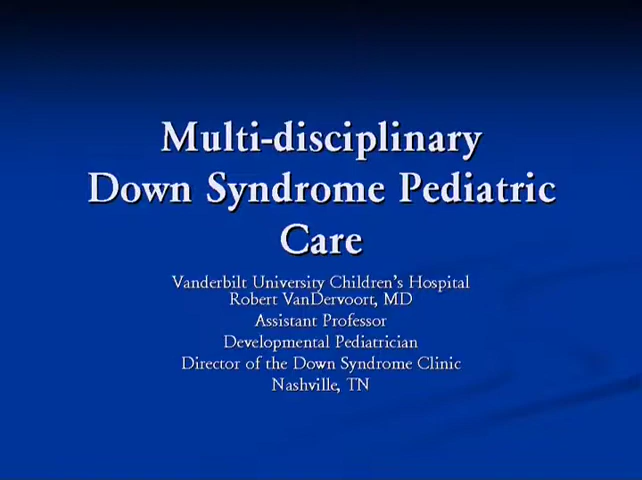 Multi-disciplinary
Down Syndrome Pediatric
Care
Vanderbilt University Children's Hospital
Robert VanDervoort, MD
Assistant Professor
Developmental Pediatrician
Director of the Down Syndrome Clinic
Nashville, TN